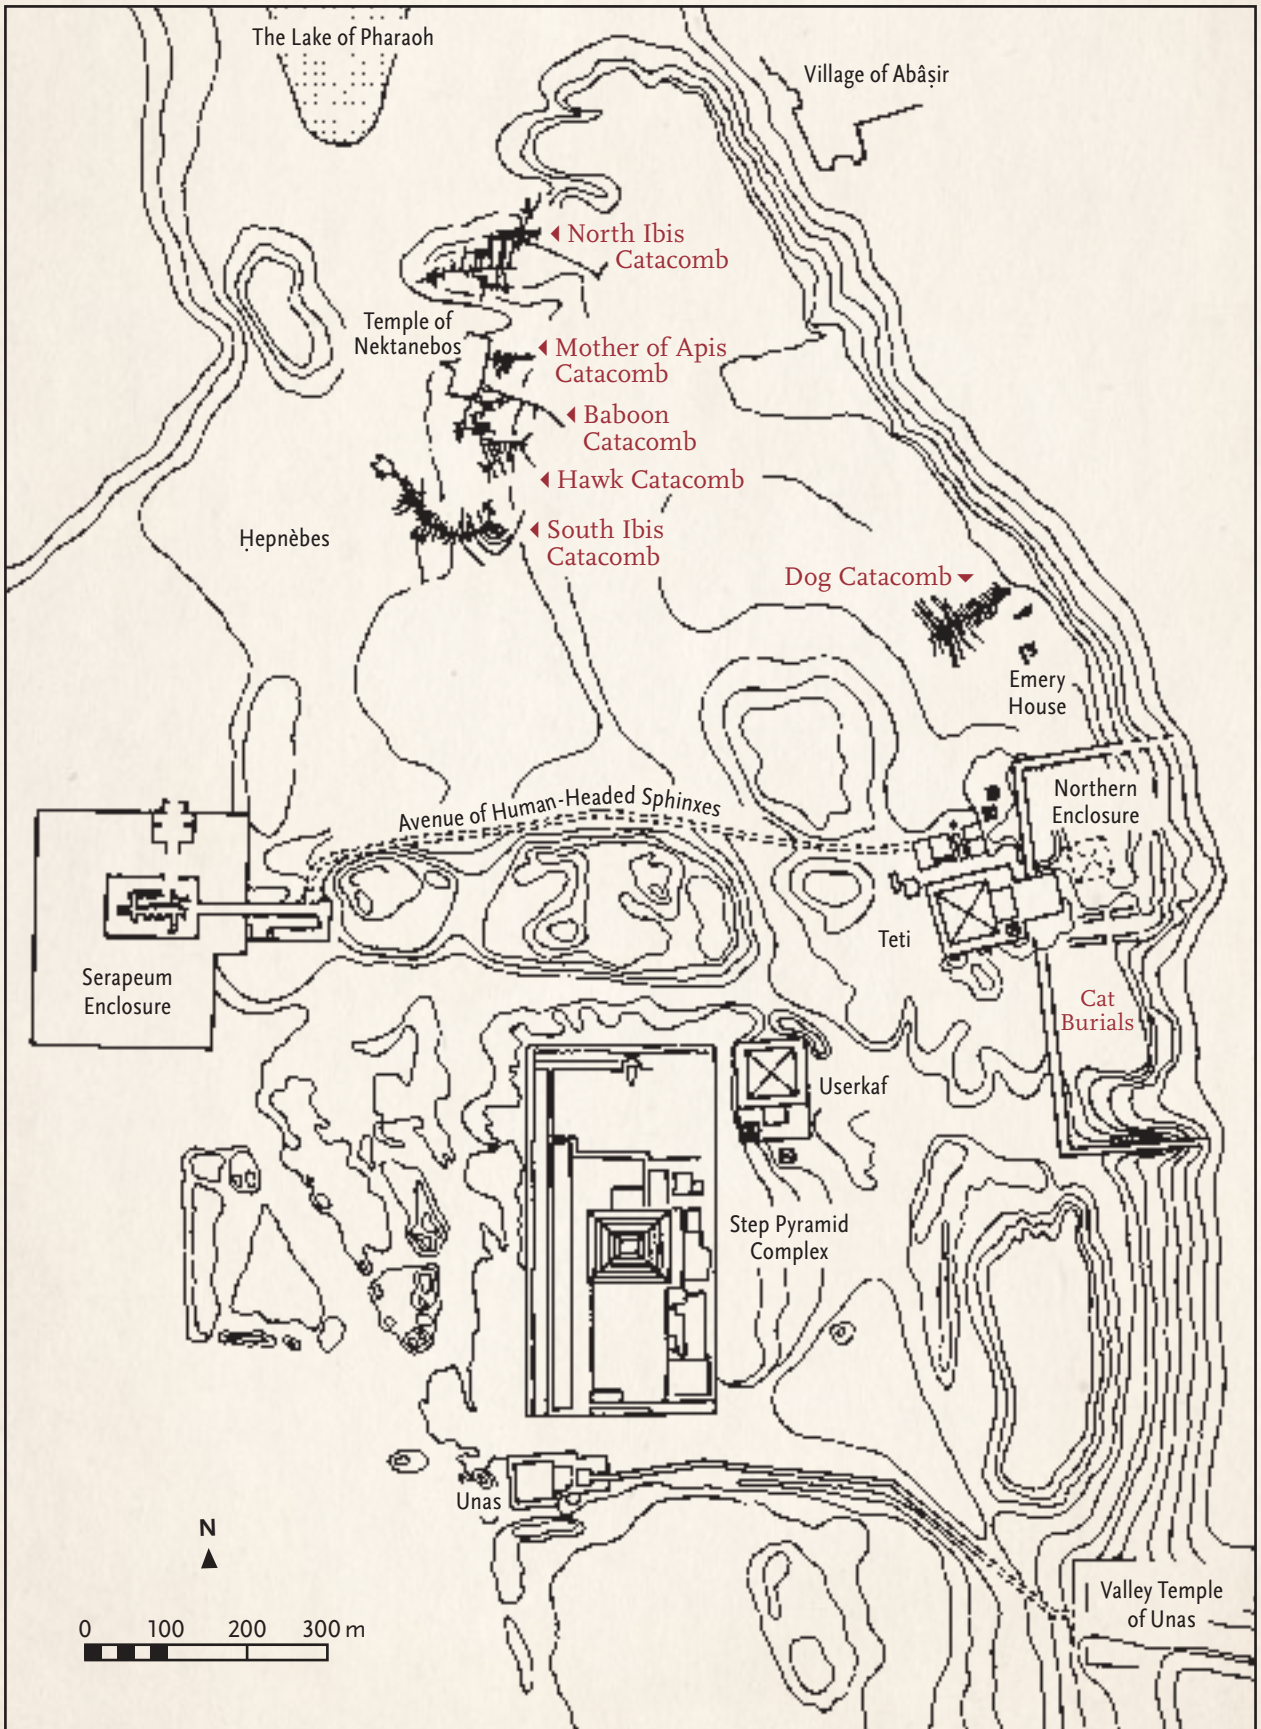 The Lake of Pharaoh
Village of Abâṣir
North Ibis
Catacomb
Temple of
Nektanebos
Mother of Apis
Catacomb
Baboon
Catacomb
Hawk Catacomb
Ḥepnèbes
South Ibis
Catacomb
Dog Catacomb
Emery
House
Avenue of Human-Headed Sphinxes
Northern
Enclosure
Teti
Serapeum
Enclosure
Cat
Burials
Userkaf
Step Pyramid
Complex
Unas
N
Valley Temple
of Unas
0 100 200 300 m